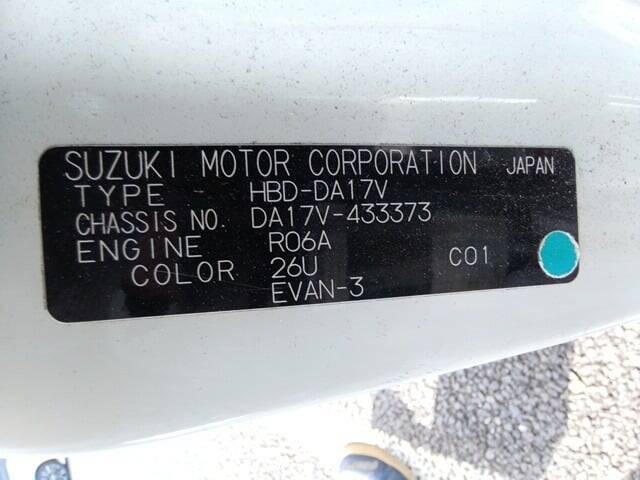 SUZUKI MOTOR CORPORATION JAPAN
TYPE HBD-DA17V
CHASSIS NO. DA17V-433373
ENGINE R06A
COLOR 26U C01
EVAN-3